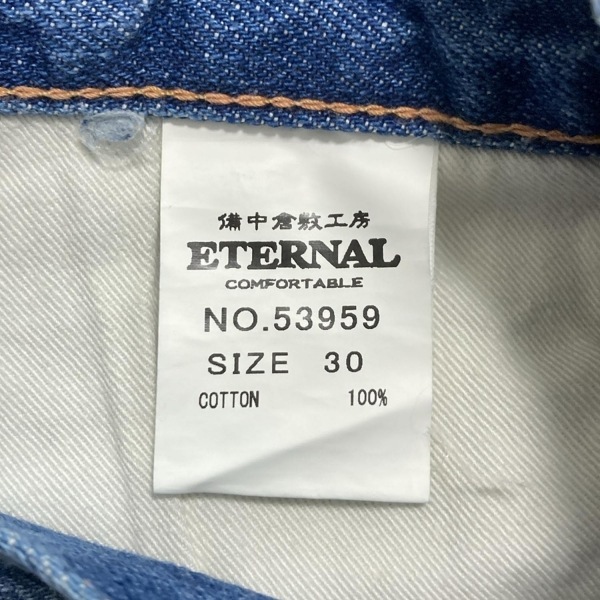 備中倉敷工房
ETERNAL
COMFORTABLE
NO.53959
SIZE 30
COTTON 100%